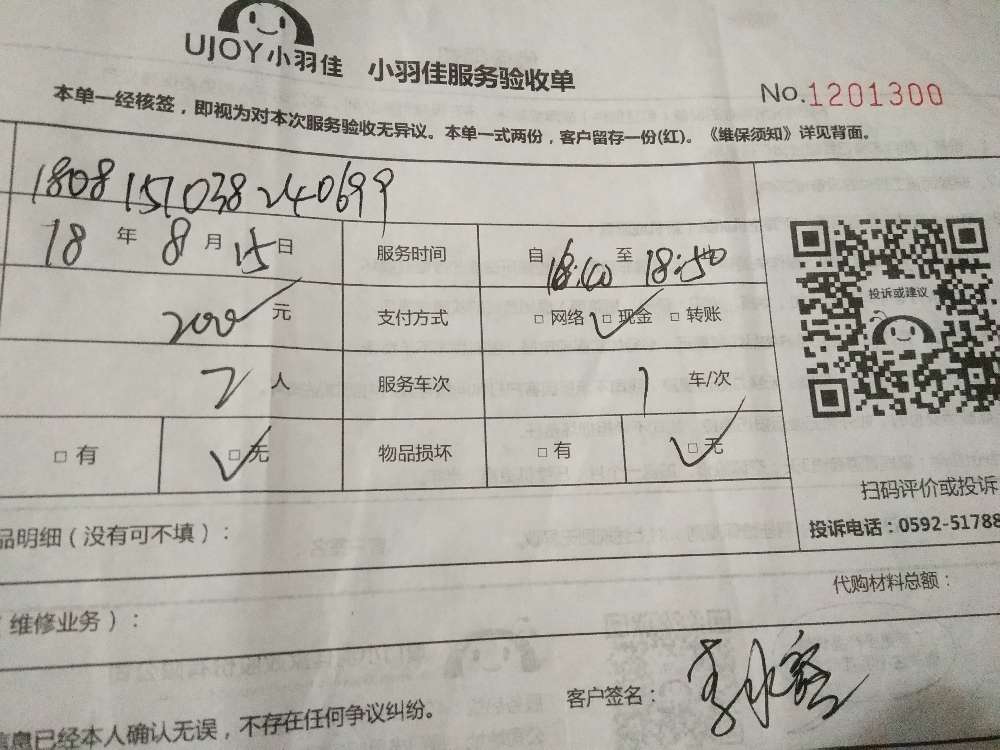 UJOY小羽佳 小羽佳服务验收单
No.1201300
本单一经核签，即视为对本次服务验收无异议。本单一式两份，客户留存一份(红)。《维保须知》详见背面。
1808151038240699
18 年 8 月 15 日 服务时间 自 至 18:50
200 元 支付方式 □ 网络 □ 现金 □ 转账
投诉或建议
2 人 服务车次 1 车/次
□ 有 □ 无 物品损坏 □ 有 □ 无
扫码评价或投诉
投诉电话：0592-51788
品明细（没有可不填）：
代购材料总额：
维修业务）：
客户签名：
信息已经本人确认无误，不存在任何争议纠纷。